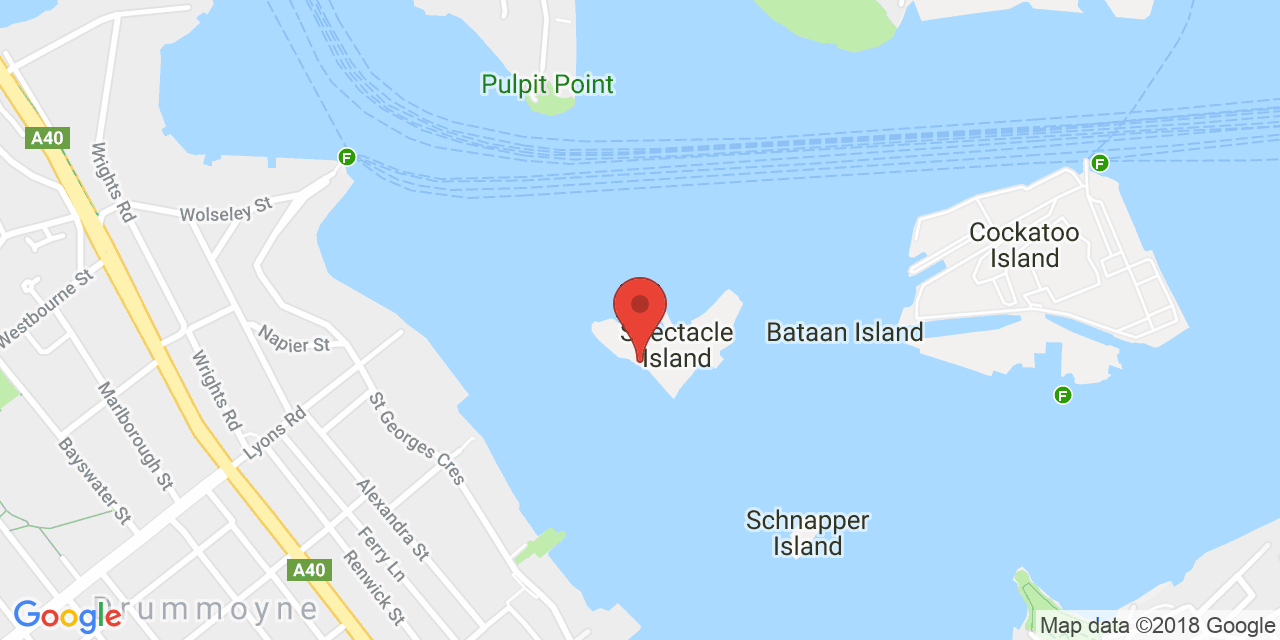 Pulpit Point
A40
F
F
Wrights Rd
Wolseley St
Cockatoo
Island
Westbourne St
Napier St
Spectacle
Island
Bataan Island
Wrights Rd
Marlborough St
Lyons Rd
St Georges Cres
F
Bayswater St
Alexandra St
Schnapper
Island
Ferry Ln
Renwick St
A40
Drummoyne
Google
Map data ©2018 Google